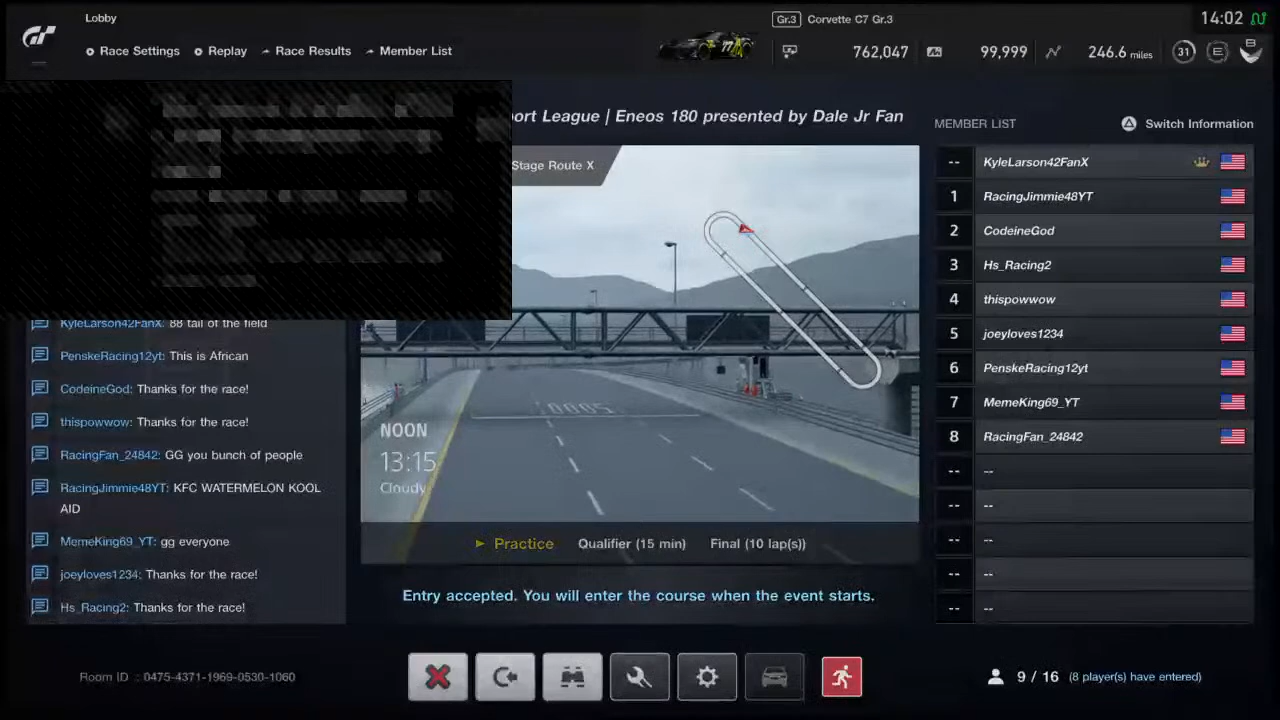 Lobby
Gr.3 Corvette C7 Gr.3
14:02
Race Settings Replay Race Results Member List
762,047 99,999 246.6 miles 31 E B
ort League | Eneos 180 presented by Dale Jr Fan
Stage Route X
NOON
13:15
Cloudy
Practice Qualifier (15 min) Final (10 lap(s))
Entry accepted. You will enter the course when the event starts.
KyleLarson42FanX: 88 tail of the field
PenskeRacing12yt: This is African
CodeineGod: Thanks for the race!
thispowwow: Thanks for the race!
RacingFan_24842: GG you bunch of people
RacingJimmie48YT: KFC WATERMELON KOOL
AID
MemeKing69_YT: gg everyone
joeyloves1234: Thanks for the race!
Hs_Racing2: Thanks for the race!
MEMBER LIST Switch Information
-- KyleLarson42FanX
1 RacingJimmie48YT
2 CodeineGod
3 Hs_Racing2
4 thispowwow
5 joeyloves1234
6 PenskeRacing12yt
7 MemeKing69_YT
8 RacingFan_24842
-- --
-- --
-- --
-- --
-- --
Room ID : 0475-4371-1969-0530-1060
9 / 16 (8 player(s) have entered)